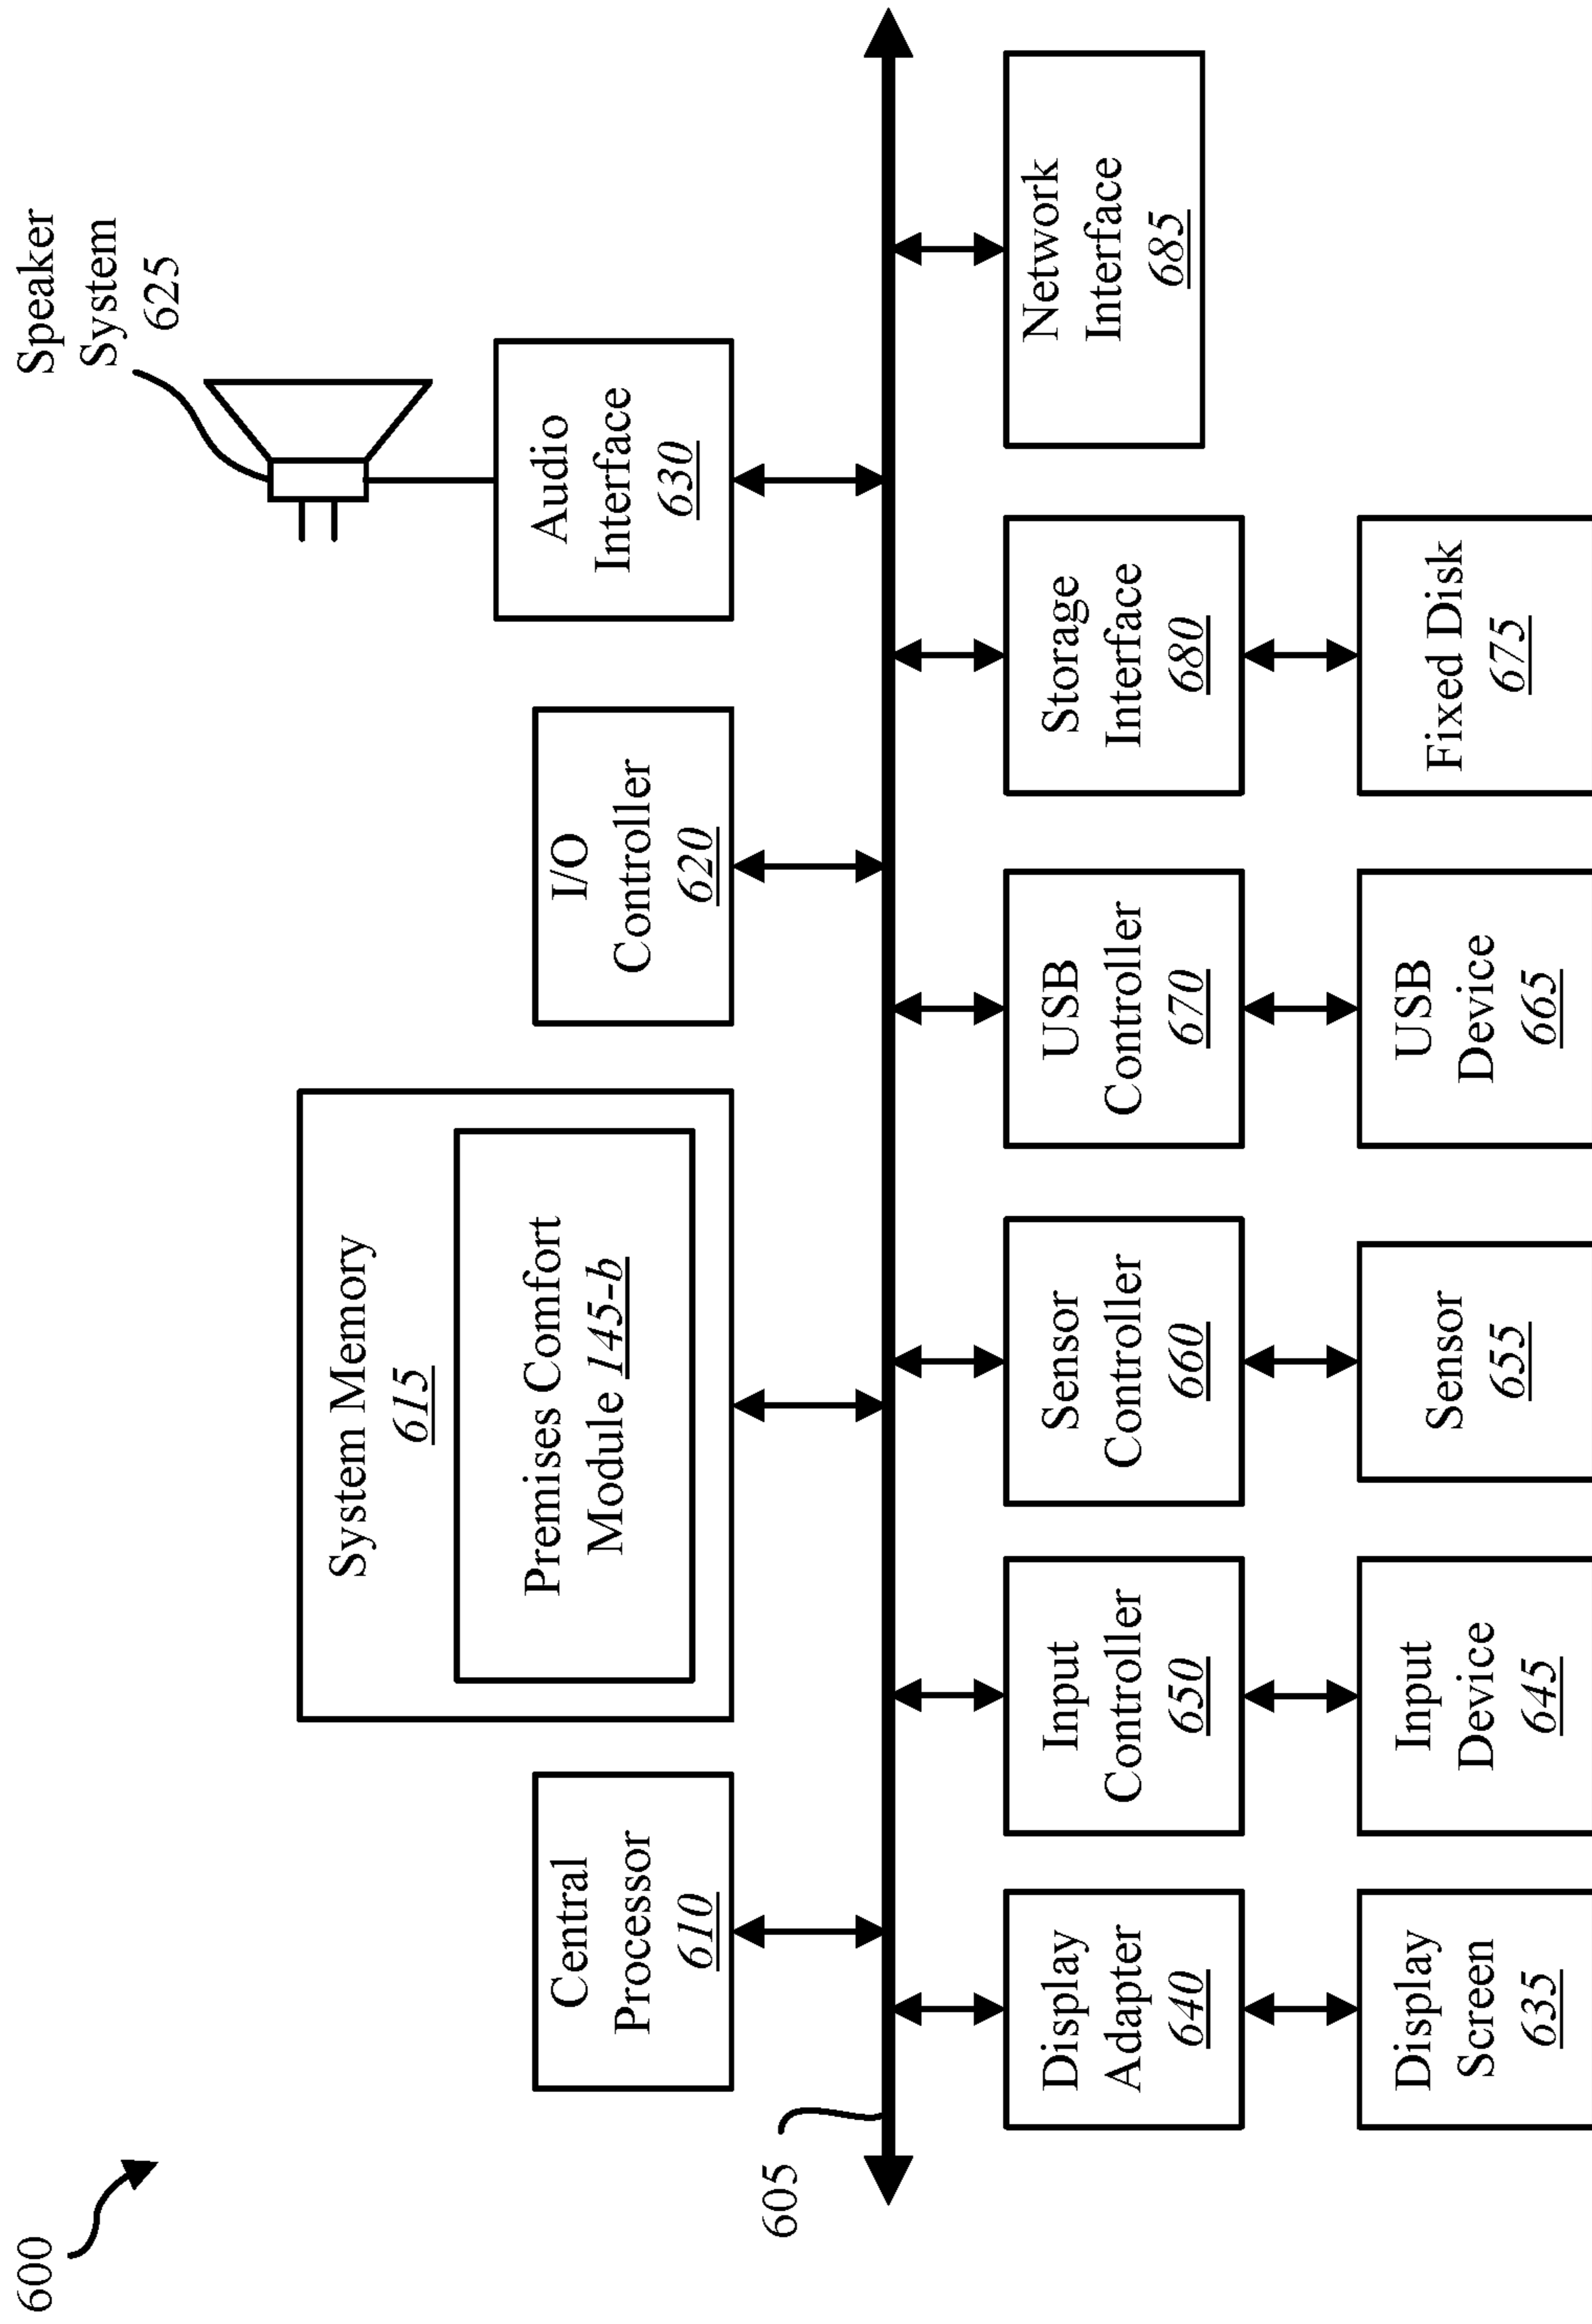 600
Speaker
System
625
System Memory
615
Premises Comfort
Module 145-b
Central
Processor
610
I/O
Controller
620
Audio
Interface
630
605
Display
Adapter
640
Input
Controller
650
Sensor
Controller
660
USB
Controller
670
Storage
Interface
680
Network
Interface
685
Display
Screen
635
Input
Device
645
Sensor
655
USB
Device
665
Fixed Disk
675